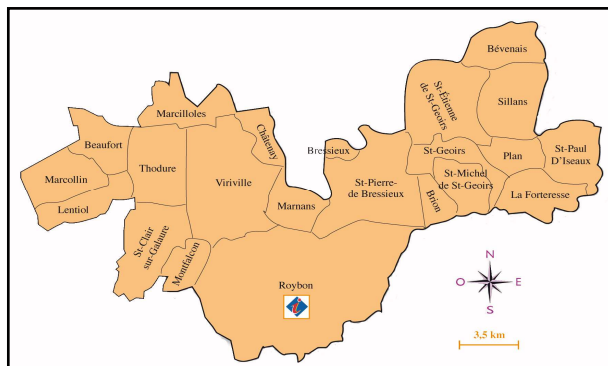 Bévenais
St-Étienne
de St-Geoirs
Sillans
Marcilloles
Châtenay
Beaufort
Bressieux
St-Geoirs
Plan
St-Paul
D'Iseaux
Thodure
Viriville
St-Pierre-
de Bressieux
St-Michel
de St-Geoirs
Marcollin
Brion
La Forteresse
Lentiol
Marnans
St-Clair
sur-Galaure
Montfalcon
Roybon
i
N
O
E
S
3,5 km